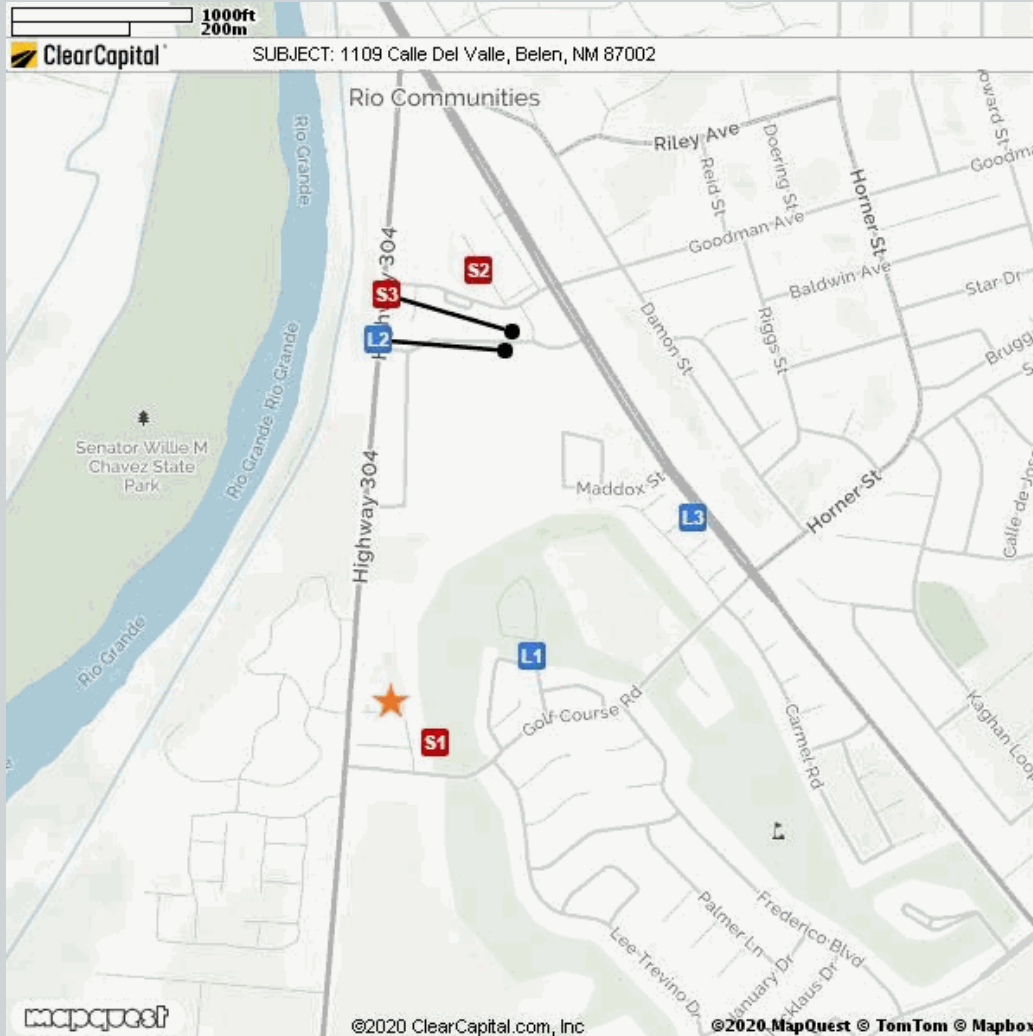 1000ft
200m
ClearCapital
SUBJECT: 1109 Calle Del Valle, Belen, NM 87002
Rio Communities
Rio Grande
Riley Ave
Doering St
Reid St
Horner St
Goodman Ave
Highway 304
S2
S3
L2
Baldwin Ave
Star Dr
Damon St
Riggs St
Rio Grande
Rio Grande
Senator Willie M
Chavez State
Park
Highway 304
Maddox St
L3
Horner St
Rio Grande
L1
Golf Course Rd
S1
Carmel Rd
Kaghan Loop
Palmer Ln
Frederico Blvd
Lee Trevino Dr
January Dr
mapquest
©2020 ClearCapital.com, Inc
©2020 MapQuest © TomTom © Mapbox